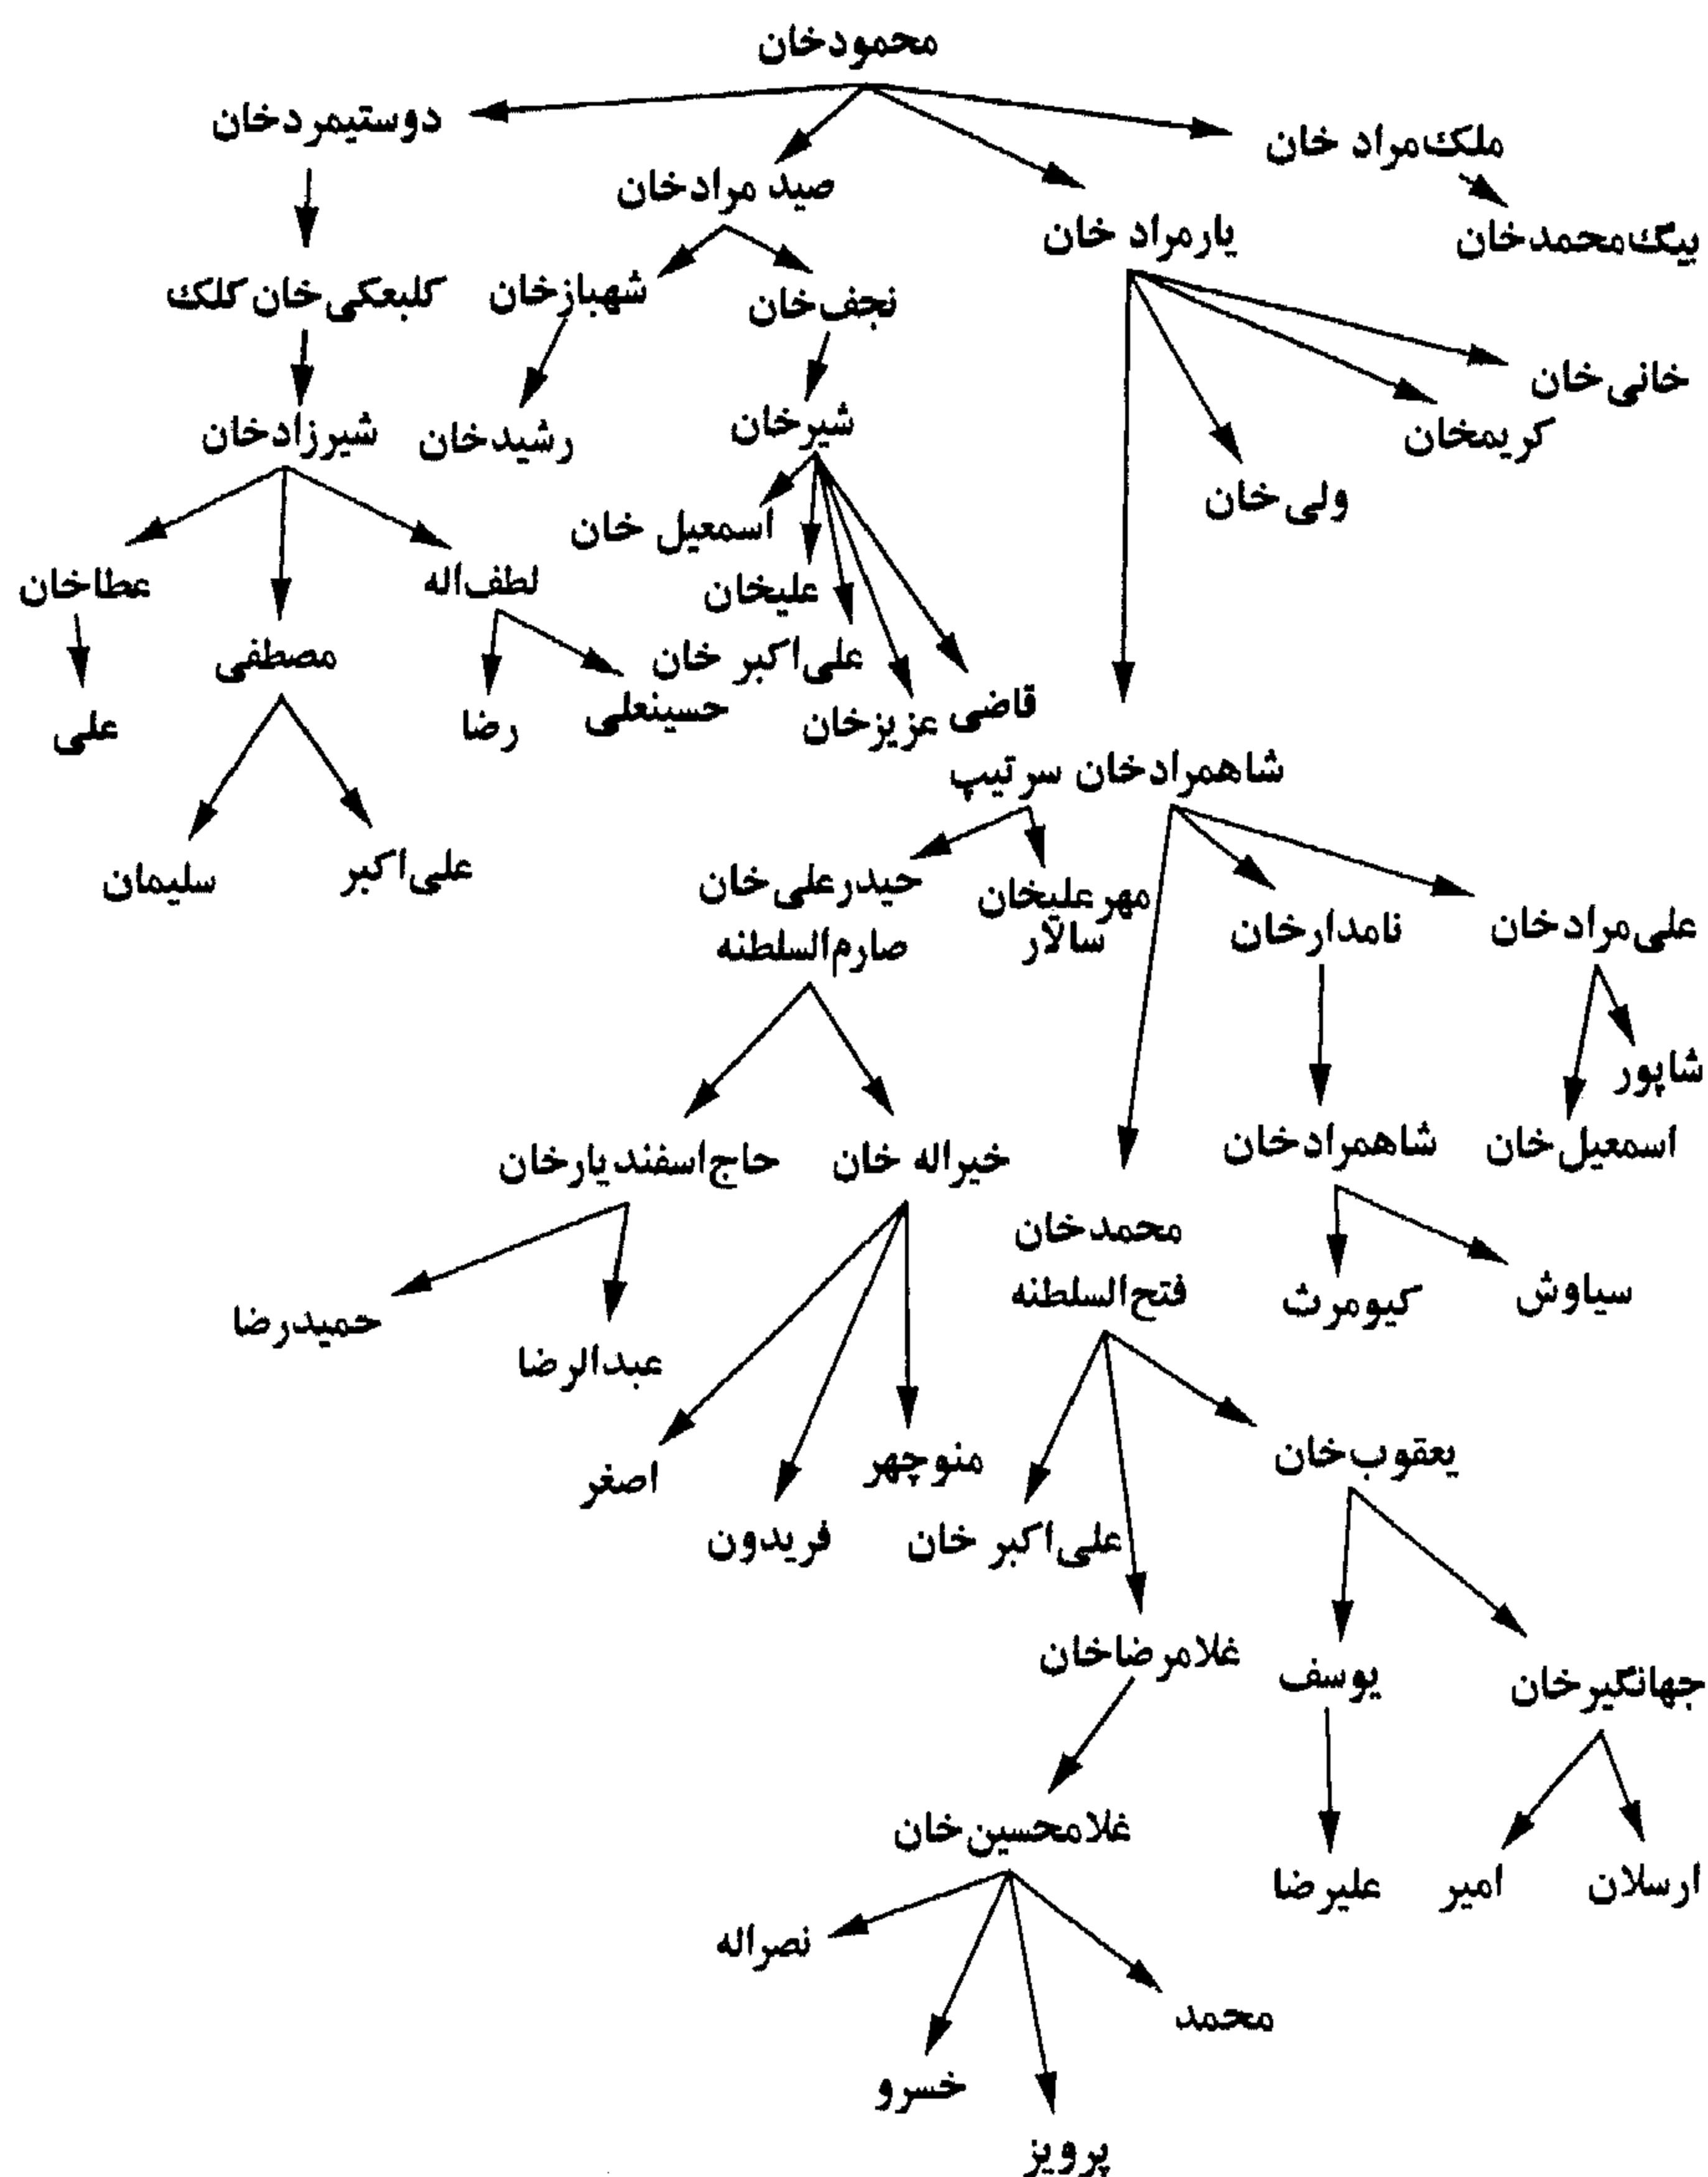 محمودخان
ملک‌مراد خان
دوستیمردخان
صید مرادخان
یارمراد خان
بیگ‌محمدخان
نجف‌خان
شهبازخان
کلبعکی‌خان کلک
خانی‌خان
کریمخان
شیرخان
رشیدخان
شیرزادخان
ولی‌خان
اسمعیل خان
علیخان
لطف‌اله
عطاخان
علی‌اکبر خان
مصطفی
قاضی
عزیزخان
حسینعلی
رضا
علی
شاهمرادخان سرتیپ
علی‌اکبر
سلیمان
علی‌مرادخان
نامدارخان
مهرعلیخان
سالار
حیدرعلی‌خان
صارم‌السلطنه
شاپور
اسمعیل‌خان
شاهمرادخان
خیراله خان
حاج‌اسفندیارخان
محمدخان
فتح‌السلطنه
سیاوش
کیومرث
حمیدرضا
عبدالرضا
یعقوب‌خان
منوچهر
اصغر
علی‌اکبر خان
فریدون
غلامرضاخان
یوسف
جهانگیرخان
غلامحسین‌خان
ارسلان
امیر
علیرضا
نصراله
محمد
خسرو
پرویز